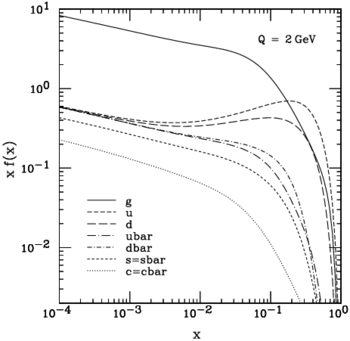 10^1
Q = 2 GeV
10^0
x f(x)
10^-1
g
u
d
ubar
dbar
s=sbar
c=cbar
10^-2
10^-4 10^-3 10^-2 10^-1 10^0
x